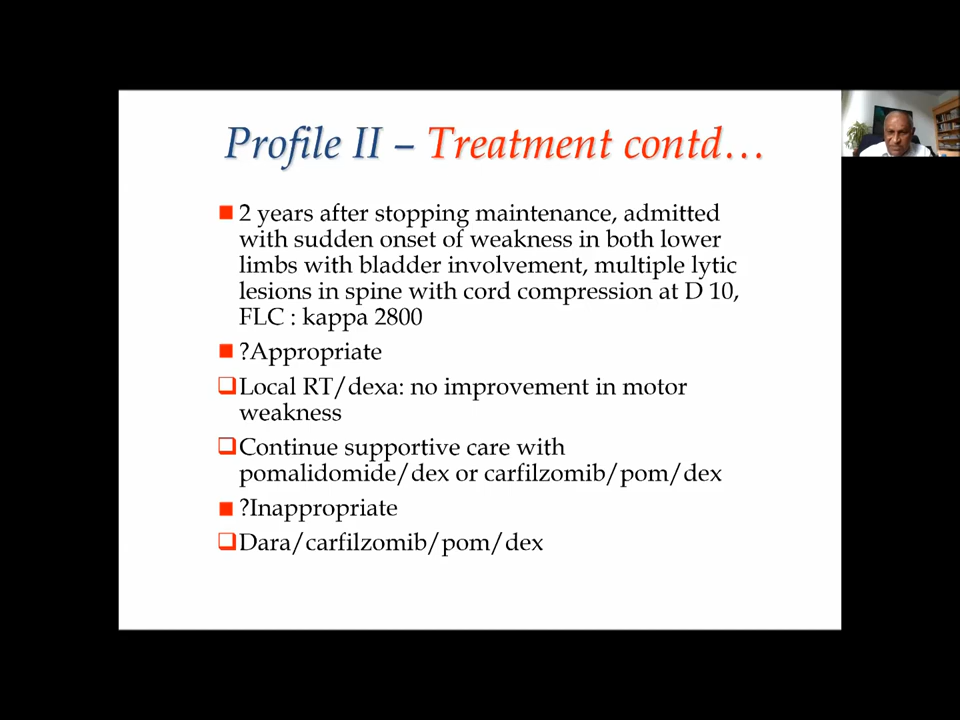 Profile II – Treatment contd…
2 years after stopping maintenance, admitted
with sudden onset of weakness in both lower
limbs with bladder involvement, multiple lytic
lesions in spine with cord compression at D 10,
FLC : kappa 2800
?Appropriate
Local RT/dexa: no improvement in motor
weakness
Continue supportive care with
pomalidomide/dex or carfilzomib/pom/dex
?Inappropriate
Dara/carfilzomib/pom/dex